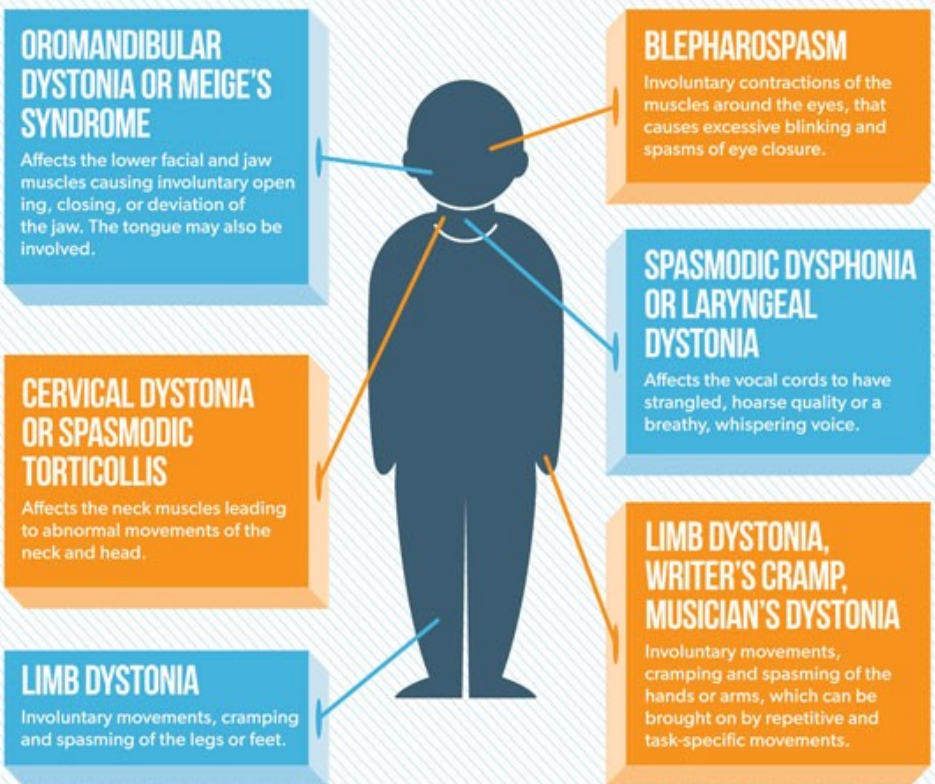 OROMANDIBULAR
DYSTONIA OR MEIGE'S
SYNDROME
Affects the lower facial and jaw
muscles causing involuntary open
ing, closing, or deviation of
the jaw. The tongue may also be
involved.
CERVICAL DYSTONIA
OR SPASMODIC
TORTICOLLIS
Affects the neck muscles leading
to abnormal movements of the
neck and head.
LIMB DYSTONIA
Involuntary movements, cramping
and spasming of the legs or feet.
BLEPHAROSPASM
Involuntary contractions of the
muscles around the eyes, that
causes excessive blinking and
spasms of eye closure.
SPASMODIC DYSPHONIA
OR LARYNGEAL
DYSTONIA
Affects the vocal cords to have
strangled, hoarse quality or a
breathy, whispering voice.
LIMB DYSTONIA,
WRITER'S CRAMP,
MUSICIAN'S DYSTONIA
Involuntary movements,
cramping and spasming of the
hands or arms, which can be
brought on by repetitive and
task-specific movements.